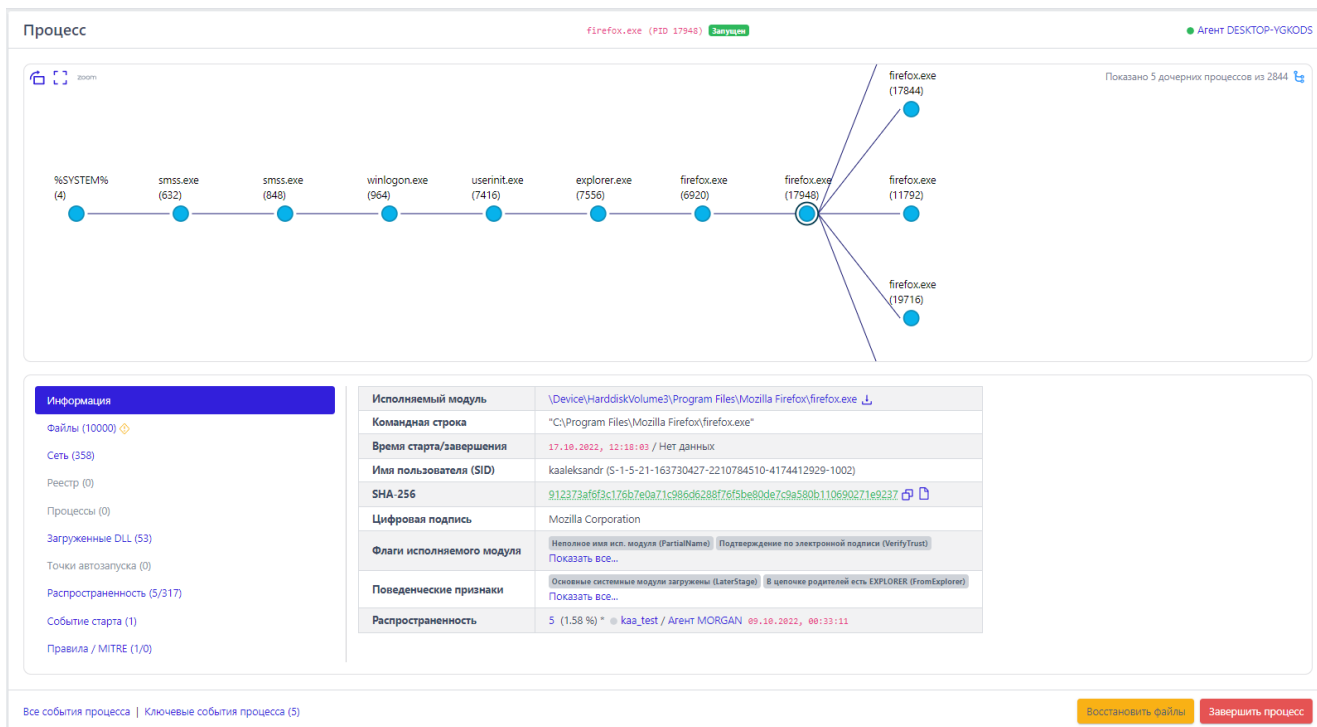 Процесс
firefox.exe (PID 17948) Запущен
Агент DESKTOP-YGKODS
zoom
Показано 5 дочерних процессов из 2844
firefox.exe
(17844)
%SYSTEM%
(4)
smss.exe
(632)
smss.exe
(848)
winlogon.exe
(964)
userinit.exe
(7416)
explorer.exe
(7556)
firefox.exe
(6920)
firefox.exe
(17948)
firefox.exe
(11792)
firefox.exe
(19716)
Информация
Файлы (10000)
Сеть (358)
Реестр (0)
Процессы (0)
Загруженные DLL (53)
Точки автозапуска (0)
Распространенность (5/317)
Событие старта (1)
Правила / MITRE (1/0)
Исполняемый модуль \Device\HarddiskVolume3\Program Files\Mozilla Firefox\firefox.exe
Командная строка "C:\Program Files\Mozilla Firefox\firefox.exe"
Время старта/завершения 17.10.2022, 12:18:03 / Нет данных
Имя пользователя (SID) kaaleksandr (S-1-5-21-163730427-2210784510-4174412929-1002)
SHA-256 912373af6f3c176b7e0a71c986d6288f76f5be80de7c9a580b110690271e9237
Цифровая подпись Mozilla Corporation
Флаги исполняемого модуля Неполное имя исп. модуля (PartialName) Подтверждение по электронной подписи (VerifyTrust)
Показать все...
Поведенческие признаки Основные системные модули загружены (LaterStage) В цепочке родителей есть EXPLORER (FromExplorer)
Показать все...
Распространенность 5 (1.58 %) * kaa_test / Агент MORGAN 09.10.2022, 00:33:11
Все события процесса | Ключевые события процесса (5)
Восстановить файлы
Завершить процесс